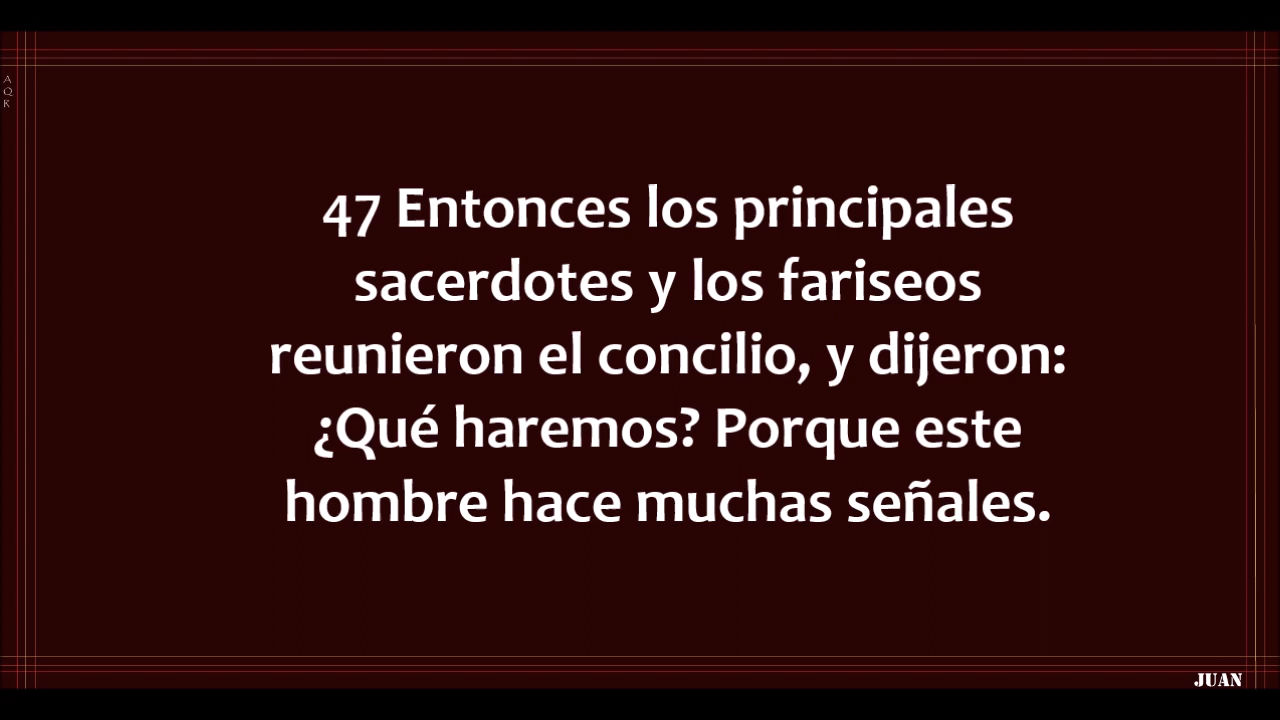 A
Q
R
47 Entonces los principales
sacerdotes y los fariseos
reunieron el concilio, y dijeron:
¿Qué haremos? Porque este
hombre hace muchas señales.
JUAN